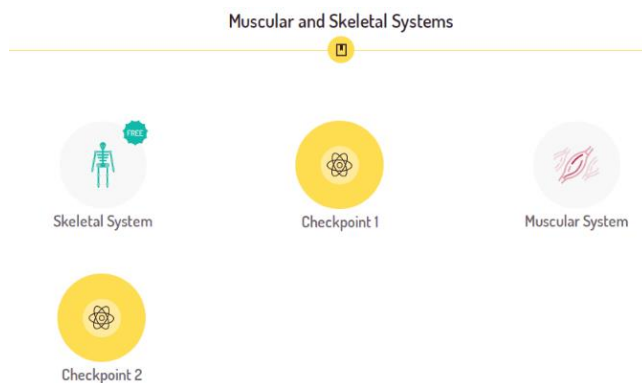 Muscular and Skeletal Systems
FREE
Skeletal System
Checkpoint 1
Muscular System
Checkpoint 2